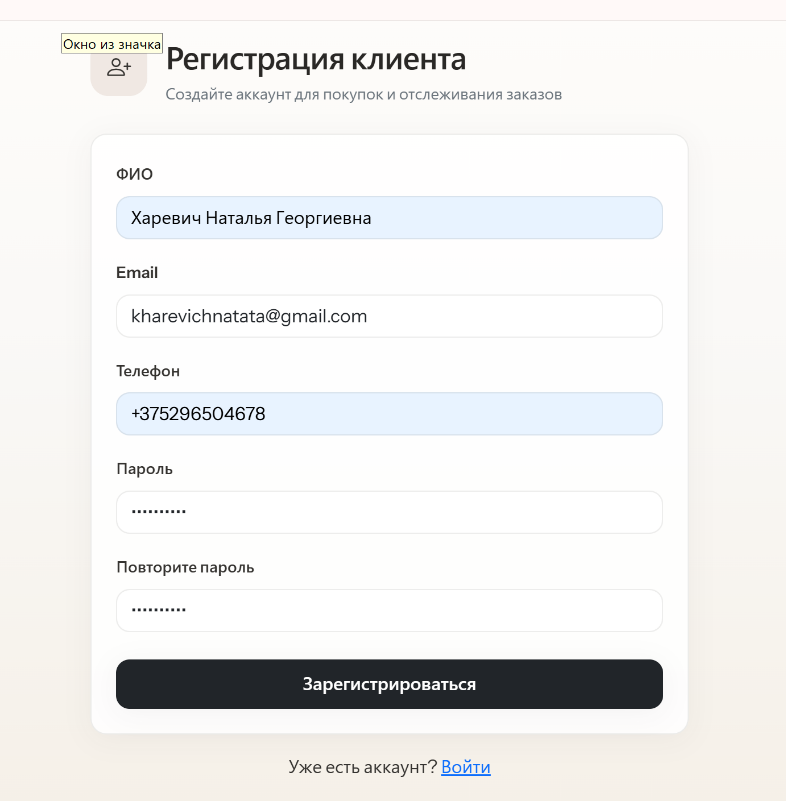 Окно из значка
Регистрация клиента
Создайте аккаунт для покупок и отслеживания заказов
ФИО
Харевич Наталья Георгиевна
Email
kharevichnatata@gmail.com
Телефон
+375296504678
Пароль
••••••••••
Повторите пароль
••••••••••
Зарегистрироваться
Уже есть аккаунт? Войти